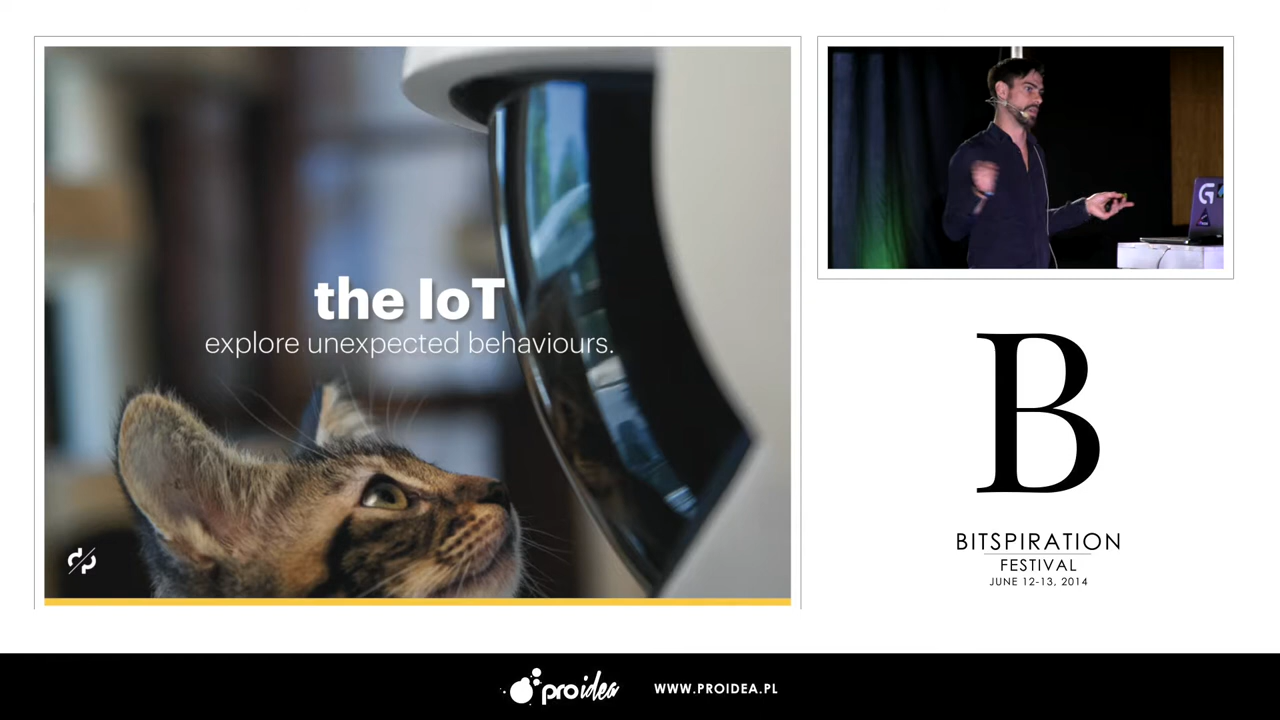 the IoT
explore unexpected behaviours.
d/p
G
B
BITSPIRATION
FESTIVAL
JUNE 12-13, 2014
proidea
WWW.PROIDEA.PL